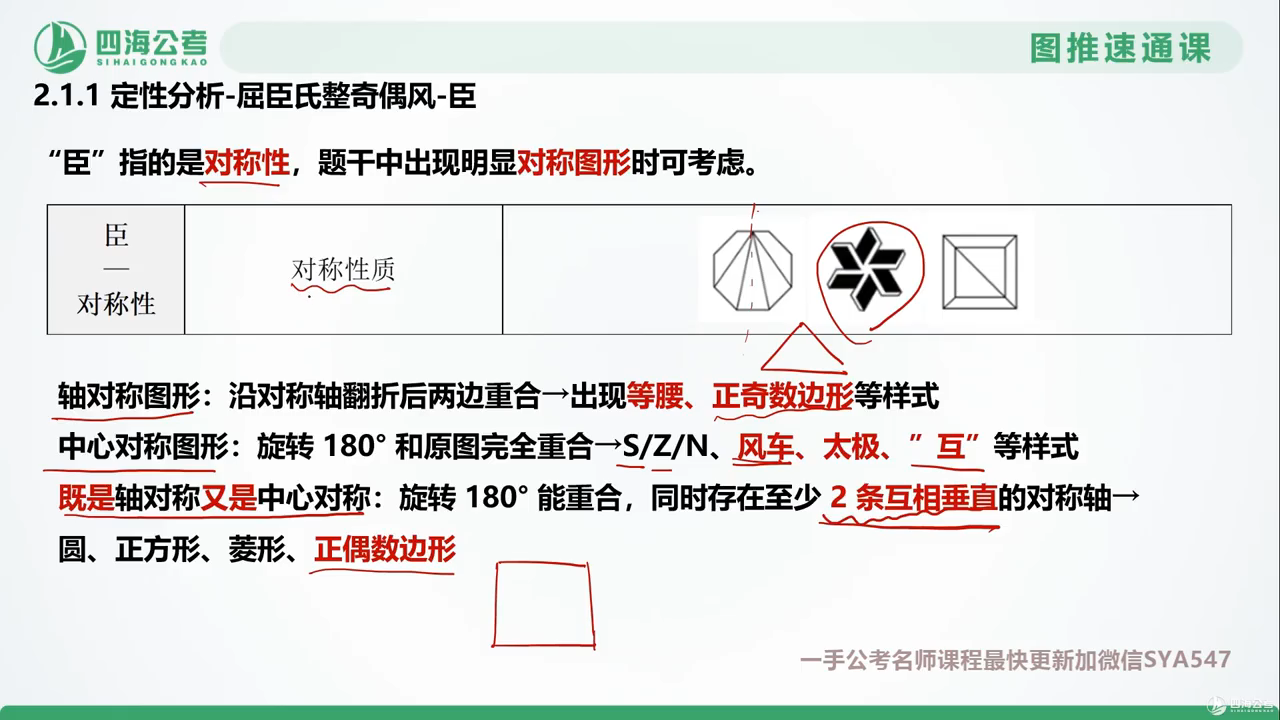 四海公考
SIHAIGONGKAO
图推速通课
2.1.1 定性分析-屈臣氏整奇偶风-臣
“臣”指的是对称性，题干中出现明显对称图形时可考虑。
臣
—
对称性
对称性质
轴对称图形：沿对称轴翻折后两边重合→出现等腰、正奇数边形等样式
中心对称图形：旋转 180° 和原图完全重合→S/Z/N、风车、太极、”互”等样式
既是轴对称又是中心对称：旋转 180° 能重合，同时存在至少 2 条互相垂直的对称轴→
圆、正方形、菱形、正偶数边形
一手公考名师课程最快更新加微信SYA547
四海公考